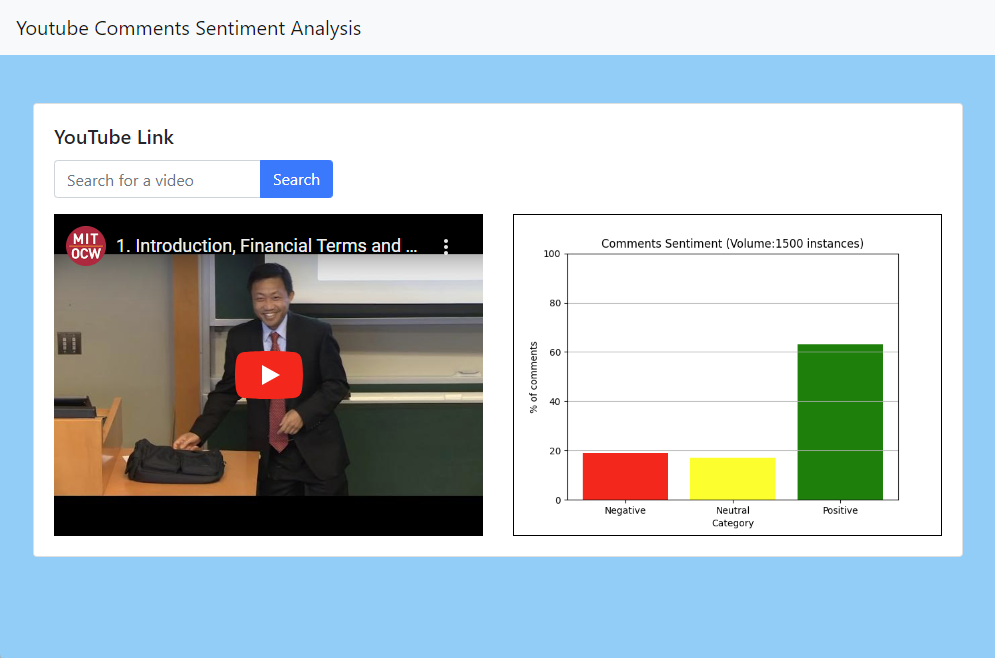 Youtube Comments Sentiment Analysis
YouTube Link
Search for a video
Search
MIT
OCW
1. Introduction, Financial Terms and ...
Comments Sentiment (Volume:1500 instances)
100
80
60
40
20
0
% of comments
Negative
Neutral
Positive
Category